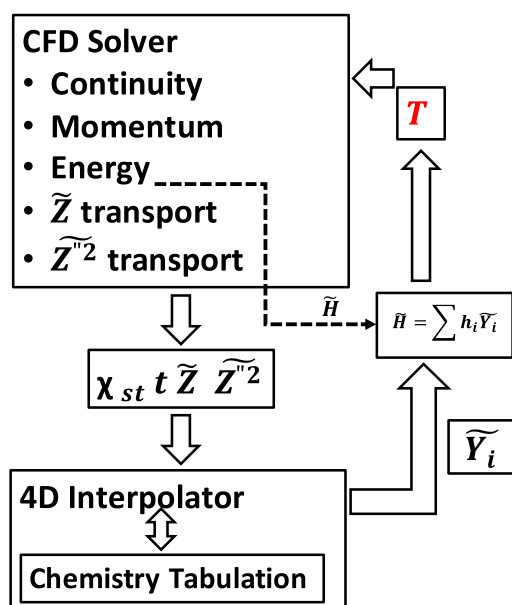 CFD Solver
• Continuity
• Momentum
• Energy
• Z̃ transport
• Z̃"² transport
T
H̃
H̃ = ∑ hᵢỸᵢ
χ st t Z̃ Z̃"²
Ỹᵢ
4D Interpolator
Chemistry Tabulation